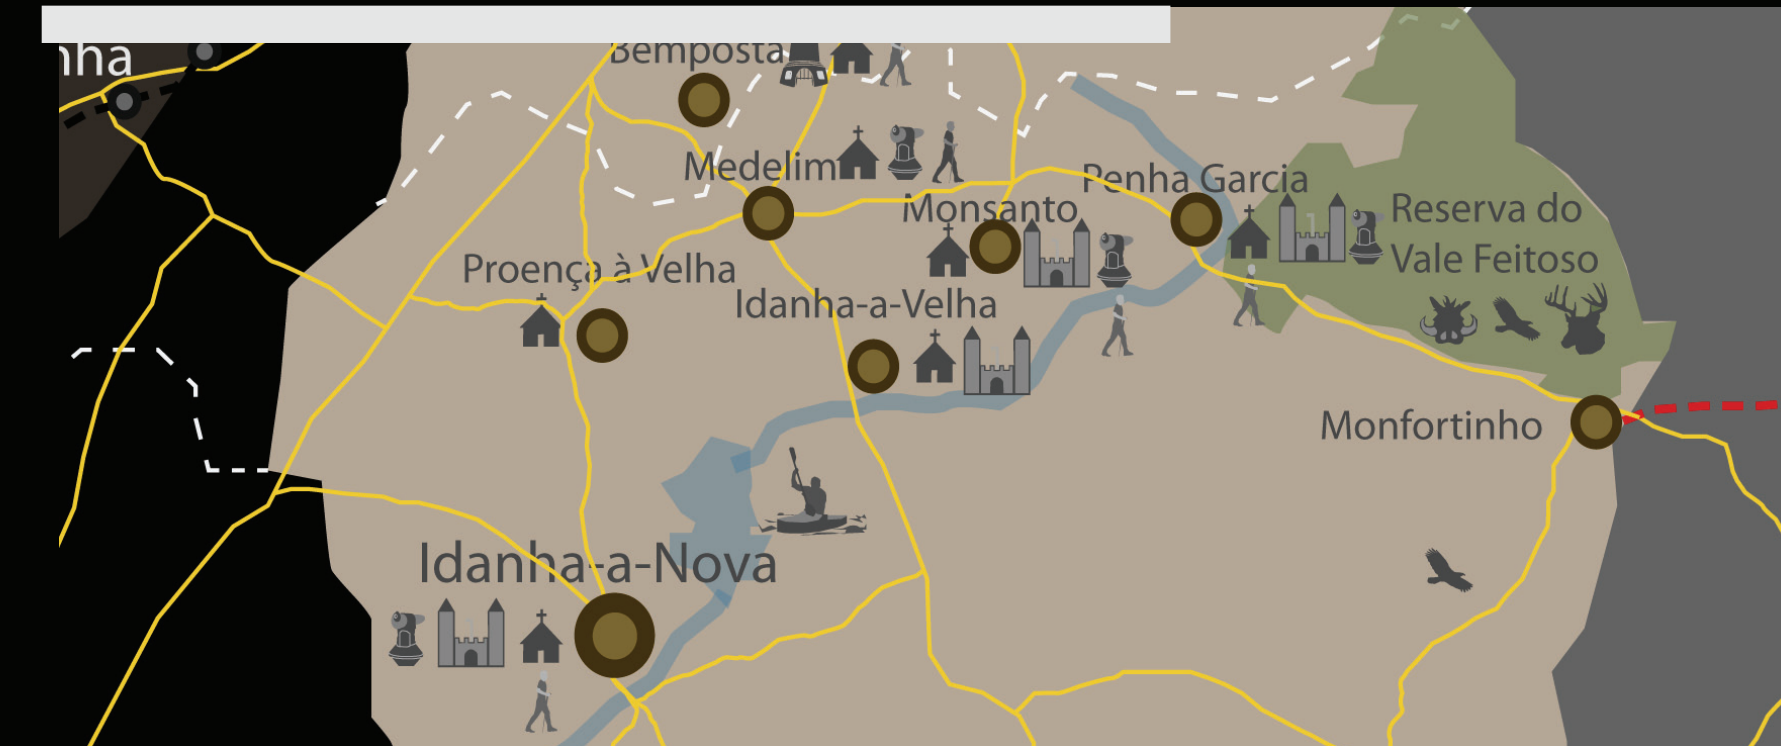 nha
Bemposta
Medelim
Penha Garcia
Monsanto
Reserva do
Vale Feitoso
Proença à Velha
Idanha-a-Velha
Monfortinho
Idanha-a-Nova